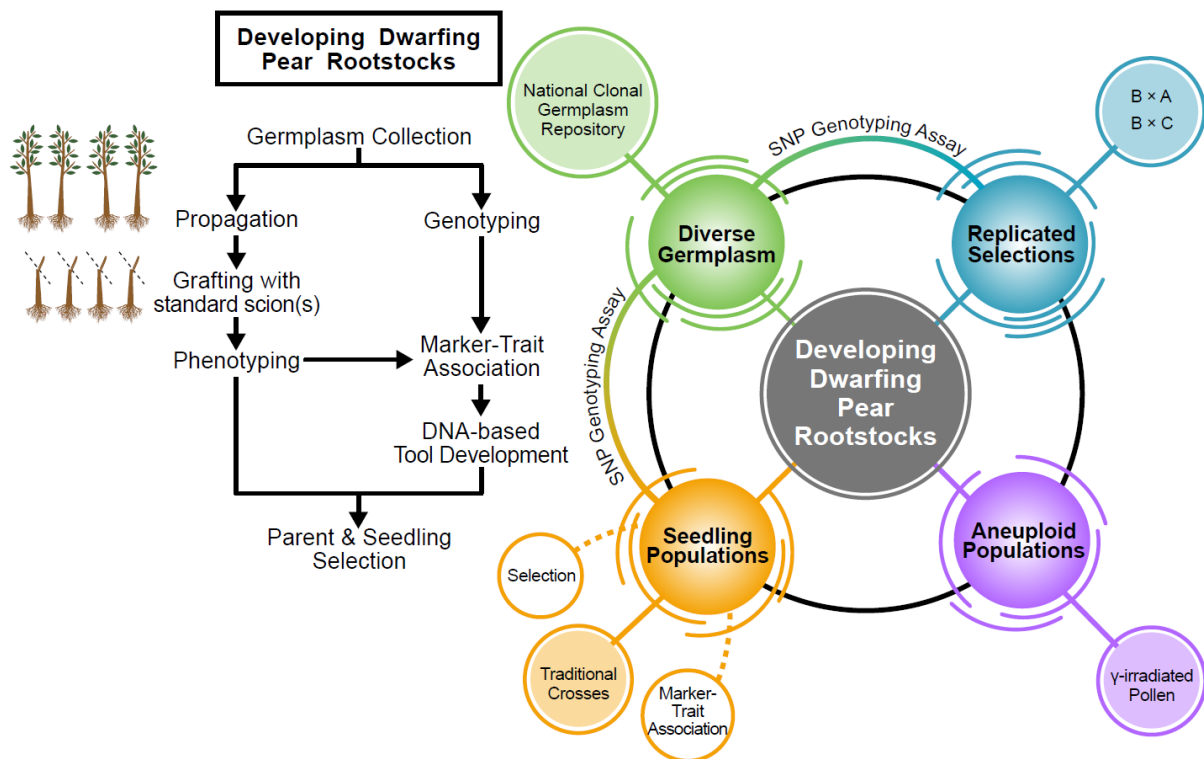 Developing Dwarfing
Pear Rootstocks
Germplasm Collection
Propagation
Genotyping
Grafting with
standard scion(s)
Phenotyping
Marker-Trait
Association
DNA-based
Tool Development
Parent & Seedling
Selection
National Clonal
Germplasm
Repository
SNP Genotyping Assay
B × A
B × C
Diverse
Germplasm
Replicated
Selections
SNP Genotyping Assay
Developing
Dwarfing
Pear
Rootstocks
Seedling
Populations
Aneuploid
Populations
Selection
Traditional
Crosses
Marker-
Trait
Association
γ-irradiated
Pollen